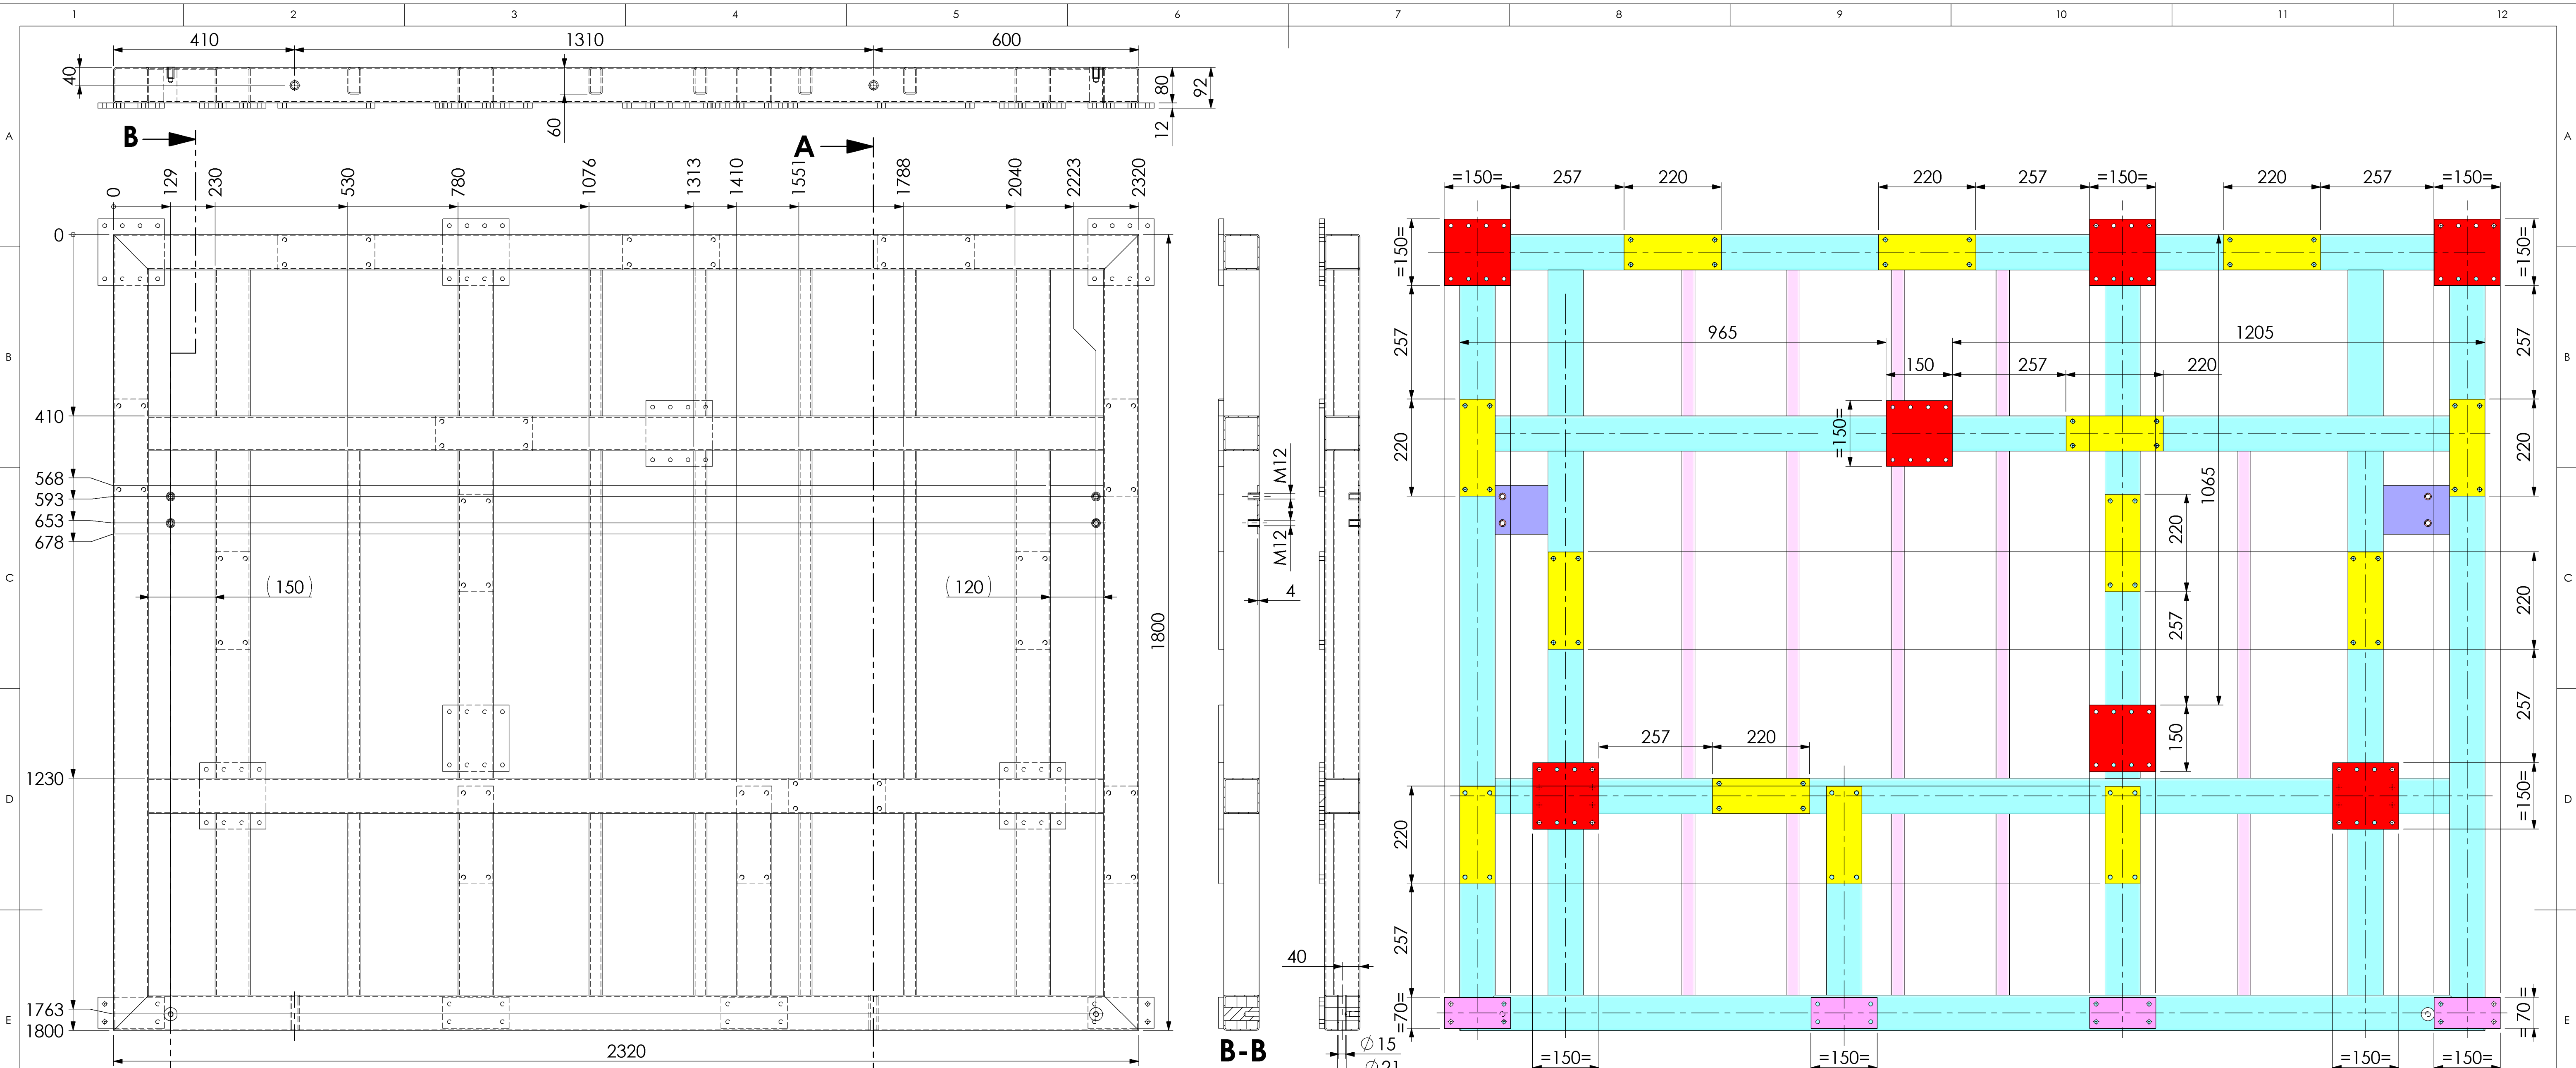 1 2 3 4 5 6 7 8 9 10 11 12
410 1310 600
40 80 92
60 12
A A
B A
0 129 230 530 780 1076 1313 1410 1551 1788 2040 2223 2320
=150= 257 220 220 257 =150= 220 257 =150=
0
=150= =150=
B B
257 965 1205 257
150 257 220
410
=150=
220 220
568
593
653
678
M12
M12
1065
220
C C
(150) (120)
4
220
1800
257
257
150
257 220
1230
D D
=150=
220
257
40
1763
1800
=70= =70=
E E
2320
B-B
∅15
∅21
=150= =150= =150= =150=